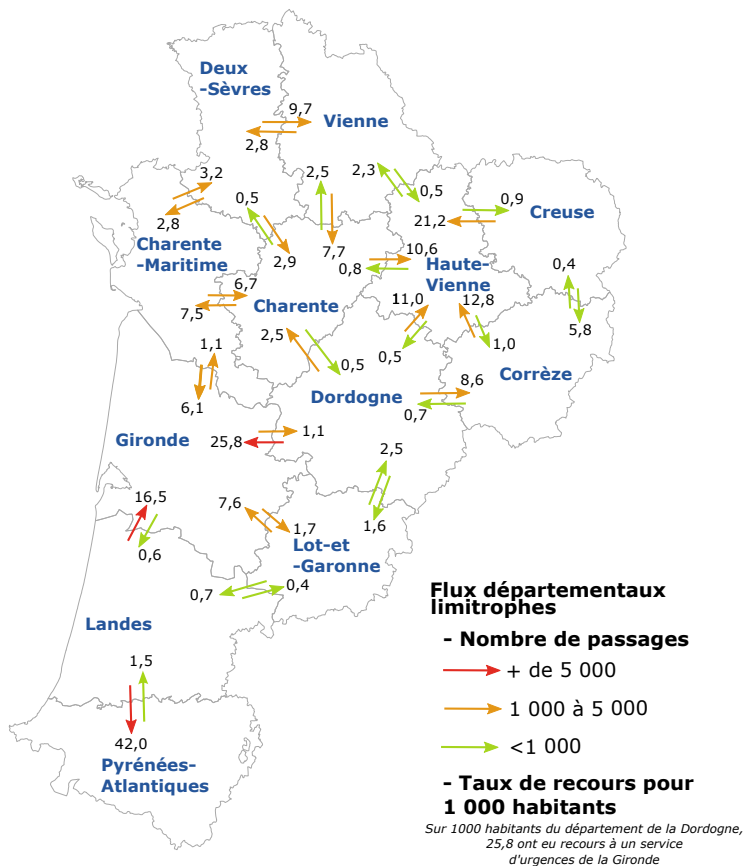 Deux
-Sèvres
9,7
Vienne
2,8
3,2
2,5
2,3
0,5
0,5
0,9
Creuse
2,8
21,2
Charente
-Maritime
2,9
7,7
10,6
0,8
Haute-
Vienne
0,4
6,7
Charente
11,0
12,8
7,5
5,8
2,5
1,1
0,5
0,5
1,0
Corrèze
Dordogne
8,6
6,1
0,7
Gironde
25,8
1,1
2,5
16,5
7,6
1,7
1,6
0,6
Lot-et
-Garonne
0,7
0,4
Landes
1,5
42,0
Pyrénées-
Atlantiques
Flux départementaux
limitrophes
- Nombre de passages
+ de 5 000
1 000 à 5 000
<1 000
- Taux de recours pour
1 000 habitants
Sur 1000 habitants du département de la Dordogne,
25,8 ont eu recours à un service
d'urgences de la Gironde